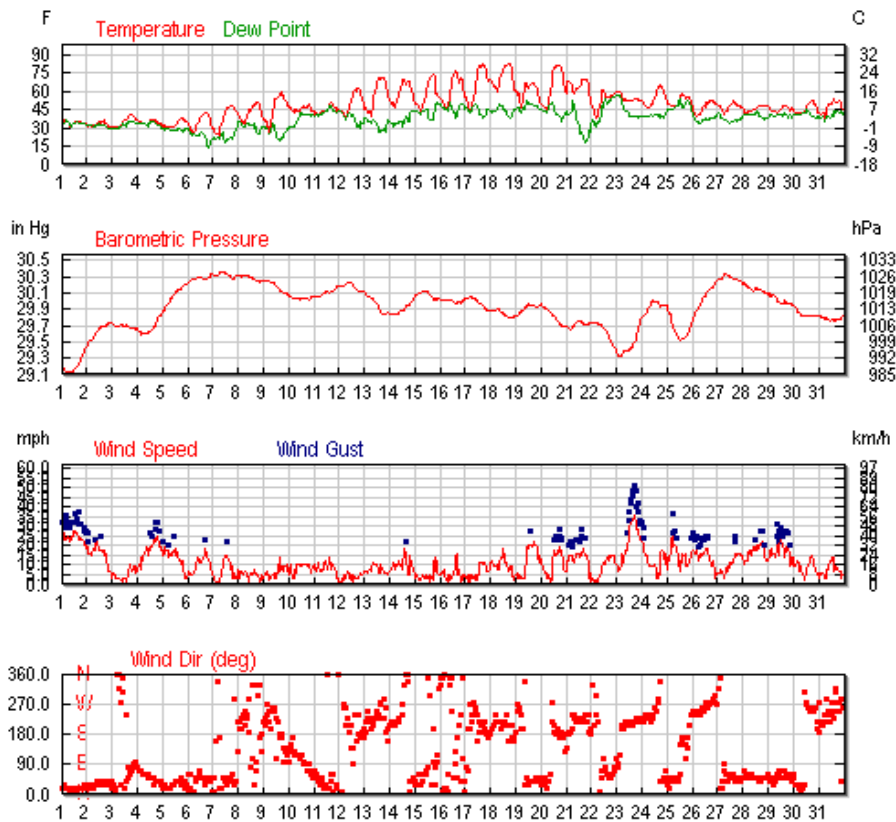 F C
Temperature Dew Point
90 32
75 24
60 16
45 7
30 -1
15 -9
0 -18
1 2 3 4 5 6 7 8 9 10 11 12 13 14 15 16 17 18 19 20 21 22 23 24 25 26 27 28 29 30 31
in Hg hPa
Barometric Pressure
30.5 1033
30.3 1026
30.1 1019
29.9 1013
29.7 1006
29.5 999
29.3 992
29.1 985
1 2 3 4 5 6 7 8 9 10 11 12 13 14 15 16 17 18 19 20 21 22 23 24 25 26 27 28 29 30 31
mph km/h
Wind Speed Wind Gust
60.0 97
0
1 2 3 4 5 6 7 8 9 10 11 12 13 14 15 16 17 18 19 20 21 22 23 24 25 26 27 28 29 30 31
Wind Dir (deg)
360.0 N
270.0 W
180.0 S
90.0 E
0.0
1 2 3 4 5 6 7 8 9 10 11 12 13 14 15 16 17 18 19 20 21 22 23 24 25 26 27 28 29 30 31